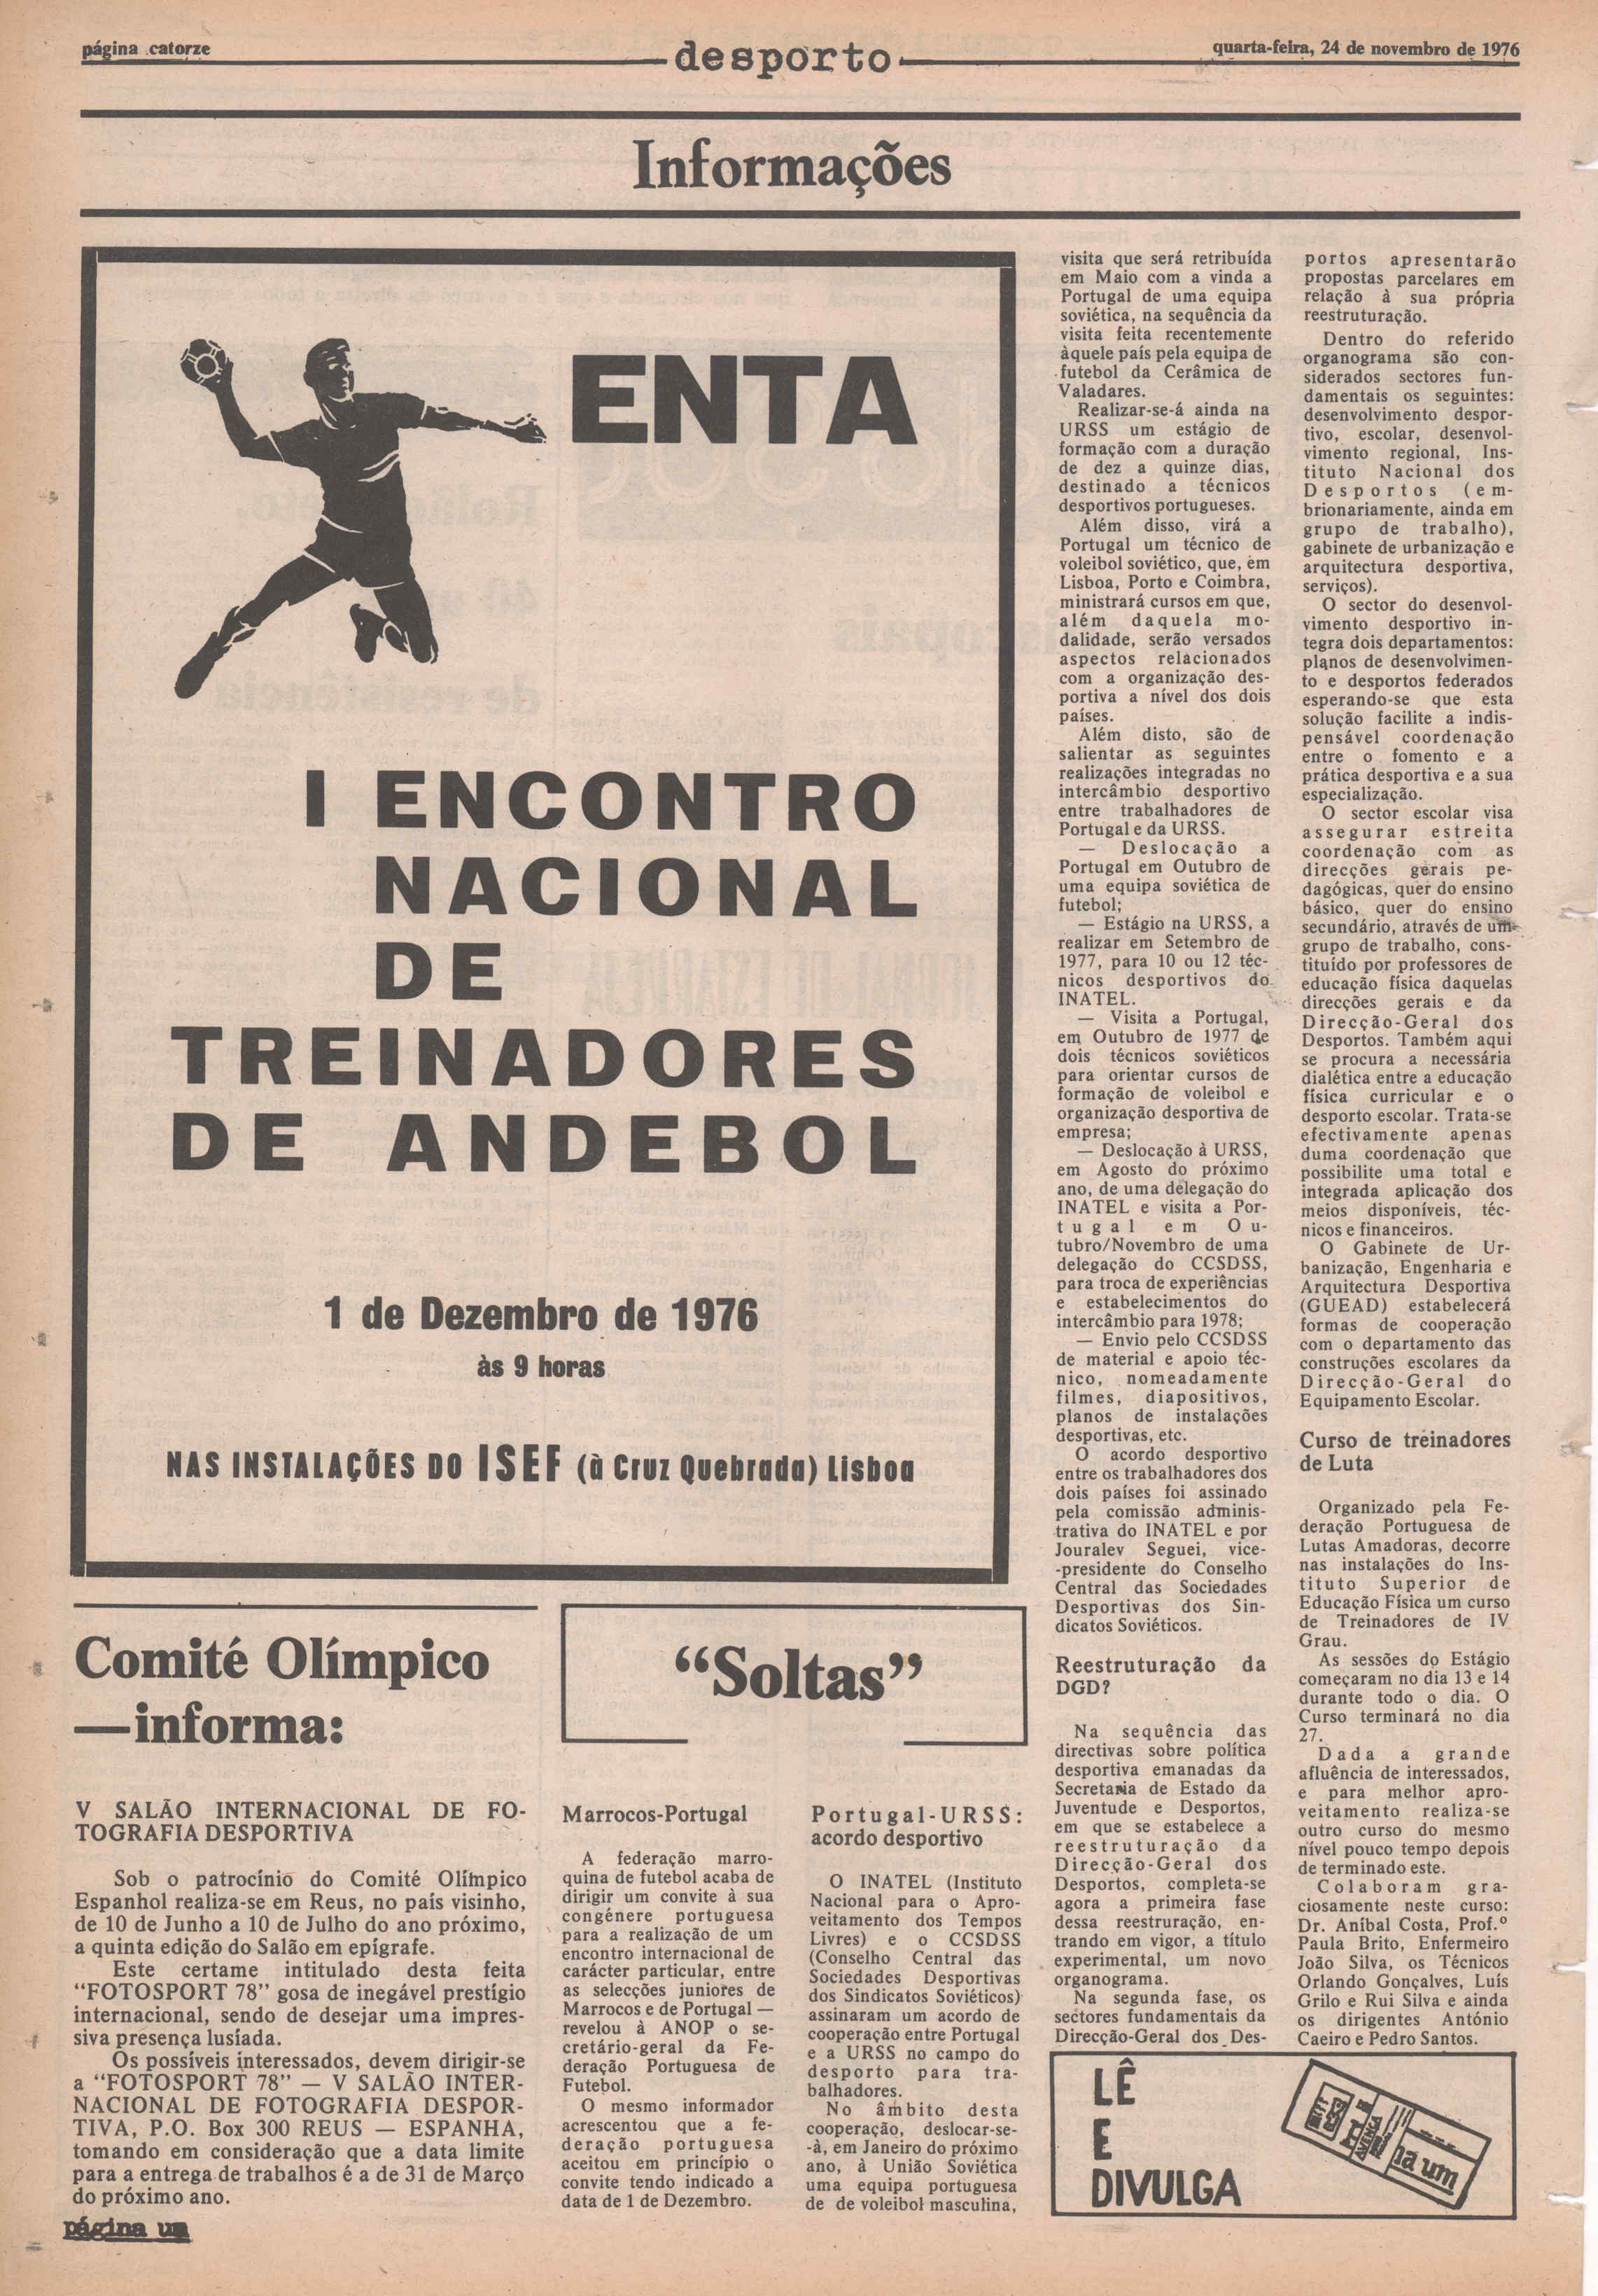 página catorze
desporto
quarta-feira, 24 de novembro de 1976
Informações
ENTA
I ENCONTRO
NACIONAL
DE
TREINADORES
DE ANDEBOL
1 de Dezembro de 1976
às 9 horas
NAS INSTALAÇÕES DO ISEF (à Cruz Quebrada) Lisboa
Comité Olímpico
—informa:
V SALÃO INTERNACIONAL DE FO-
TOGRAFIA DESPORTIVA
Sob o patrocínio do Comité Olímpico
Espanhol realiza-se em Reus, no país visinho,
de 10 de Junho a 10 de Julho do ano próximo,
a quinta edição do Salão em epígrafe.
Este certame intitulado desta feita
"FOTOSPORT 78" gosa de inegável prestígio
internacional, sendo de desejar uma impres-
siva presença lusíada.
Os possíveis interessados, devem dirigir-se
a "FOTOSPORT 78" — V SALÃO INTER-
NACIONAL DE FOTOGRAFIA DESPOR-
TIVA, P.O. Box 300 REUS — ESPANHA,
tomando em consideração que a data limite
para a entrega de trabalhos é a de 31 de Março
do próximo ano.
página um
"Soltas"
Marrocos-Portugal
A federação marro-
quina de futebol acaba de
dirigir um convite à sua
congénere portuguesa
para a realização de um
encontro internacional de
carácter particular, entre
as selecções juniores de
Marrocos e de Portugal —
revelou à ANOP o se-
cretário-geral da Fe-
deração Portuguesa de
Futebol.
O mesmo informador
acrescentou que a fe-
deração portuguesa
aceitou em princípio o
convite tendo indicado a
data de 1 de Dezembro.
Portugal-URSS:
acordo desportivo
O INATEL (Instituto
Nacional para o Apro-
veitamento dos Tempos
Livres) e o CCSDSS
(Conselho Central das
Sociedades Desportivas
dos Sindicatos Soviéticos)
assinaram um acordo de
cooperação entre Portugal
e a URSS no campo do
desporto para tra-
balhadores.
No âmbito desta
cooperação, deslocar-se-
-à, em Janeiro do próximo
ano, à União Soviética
uma equipa portuguesa
de de voleibol masculina,
visita que será retribuída
em Maio com a vinda a
Portugal de uma equipa
soviética, na sequência da
visita feita recentemente
àquele país pela equipa de
futebol da Cerâmica de
Valadares.
Realizar-se-á ainda na
URSS um estágio de
formação com a duração
de dez a quinze dias,
destinado a técnicos
desportivos portugueses.
Além disso, virá a
Portugal um técnico de
voleibol soviético, que, em
Lisboa, Porto e Coimbra,
ministrará cursos em que,
além daquela mo-
dalidade, serão versados
aspectos relacionados
com a organização des-
portiva a nível dos dois
países.
Além disto, são de
salientar as seguintes
realizações integradas no
intercâmbio desportivo
entre trabalhadores de
Portugal e da URSS.
— Deslocação a
Portugal em Outubro de
uma equipa soviética de
futebol;
— Estágio na URSS, a
realizar em Setembro de
1977, para 10 ou 12 téc-
nicos desportivos do
INATEL.
— Visita a Portugal,
em Outubro de 1977 de
dois técnicos soviéticos
para orientar cursos de
formação de voleibol e
organização desportiva de
empresa;
— Deslocação à URSS,
em Agosto do próximo
ano, de uma delegação do
INATEL e visita a Por-
tugal em Ou-
tubro/Novembro de uma
delegação do CCSDSS,
para troca de experiências
e estabelecimentos do
intercâmbio para 1978;
— Envio pelo CCSDSS
de material e apoio téc-
nico, nomeadamente
filmes, diapositivos,
planos de instalações
desportivas, etc.
O acordo desportivo
entre os trabalhadores dos
dois países foi assinado
pela comissão adminis-
trativa do INATEL e por
Jouralev Seguei, vice-
-presidente do Conselho
Central das Sociedades
Desportivas dos Sin-
dicatos Soviéticos.
Reestruturação da
DGD?
Na sequência das
directivas sobre política
desportiva emanadas da
Secretaria de Estado da
Juventude e Desportos,
em que se estabelece a
reestruturação da
Direcção-Geral dos
Desportos, completa-se
agora a primeira fase
dessa reestruração, en-
trando em vigor, a título
experimental, um novo
organograma.
Na segunda fase, os
sectores fundamentais da
Direcção-Geral dos Des-
portos apresentarão
propostas parcelares em
relação à sua própria
reestruturação.
Dentro do referido
organograma são con-
siderados sectores fun-
damentais os seguintes:
desenvolvimento despor-
tivo, escolar, desenvol-
vimento regional, Ins-
tituto Nacional dos
Desportos (em-
brionariamente, ainda em
grupo de trabalho),
gabinete de urbanização e
arquitectura desportiva,
serviços).
O sector do desenvol-
vimento desportivo in-
tegra dois departamentos:
planos de desenvolvimen-
to e desportos federados
esperando-se que esta
solução facilite a indis-
pensável coordenação
entre o fomento e a
prática desportiva e a sua
especialização.
O sector escolar visa
assegurar estreita
coordenação com as
direcções gerais pe-
dagógicas, quer do ensino
básico, quer do ensino
secundário, através de um
grupo de trabalho, cons-
tituído por professores de
educação física daquelas
direcções gerais e da
Direcção-Geral dos
Desportos. Também aqui
se procura a necessária
dialética entre a educação
física curricular e o
desporto escolar. Trata-se
efectivamente apenas
duma coordenação que
possibilite uma total e
integrada aplicação dos
meios disponíveis, téc-
nicos e financeiros.
O Gabinete de Ur-
banização, Engenharia e
Arquitectura Desportiva
(GUEAD) estabelecerá
formas de cooperação
com o departamento das
construções escolares da
Direcção-Geral do
Equipamento Escolar.
Curso de treinadores
de Luta
Organizado pela Fe-
deração Portuguesa de
Lutas Amadoras, decorre
nas instalações do Ins-
tituto Superior de
Educação Física um curso
de Treinadores de IV
Grau.
As sessões do Estágio
começaram no dia 13 e 14
durante todo o dia. O
Curso terminará no dia
27.
Dada a grande
afluência de interessados,
e para melhor apro-
veitamento realiza-se
outro curso do mesmo
nível pouco tempo depois
de terminado este.
Colaboram gra-
ciosamente neste curso:
Dr. Aníbal Costa, Prof.º
Paula Brito, Enfermeiro
João Silva, os Técnicos
Orlando Gonçalves, Luís
Grilo e Rui Silva e ainda
os dirigentes António
Caeiro e Pedro Santos.
LÊ
E
DIVULGA